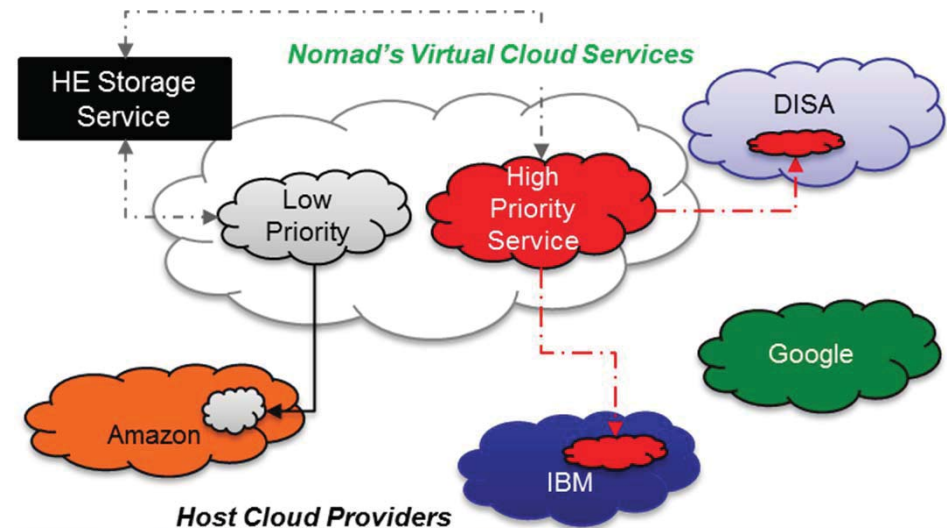 Nomad's Virtual Cloud Services
HE Storage
Service
DISA
Low
Priority
High
Priority
Service
Google
Amazon
IBM
Host Cloud Providers